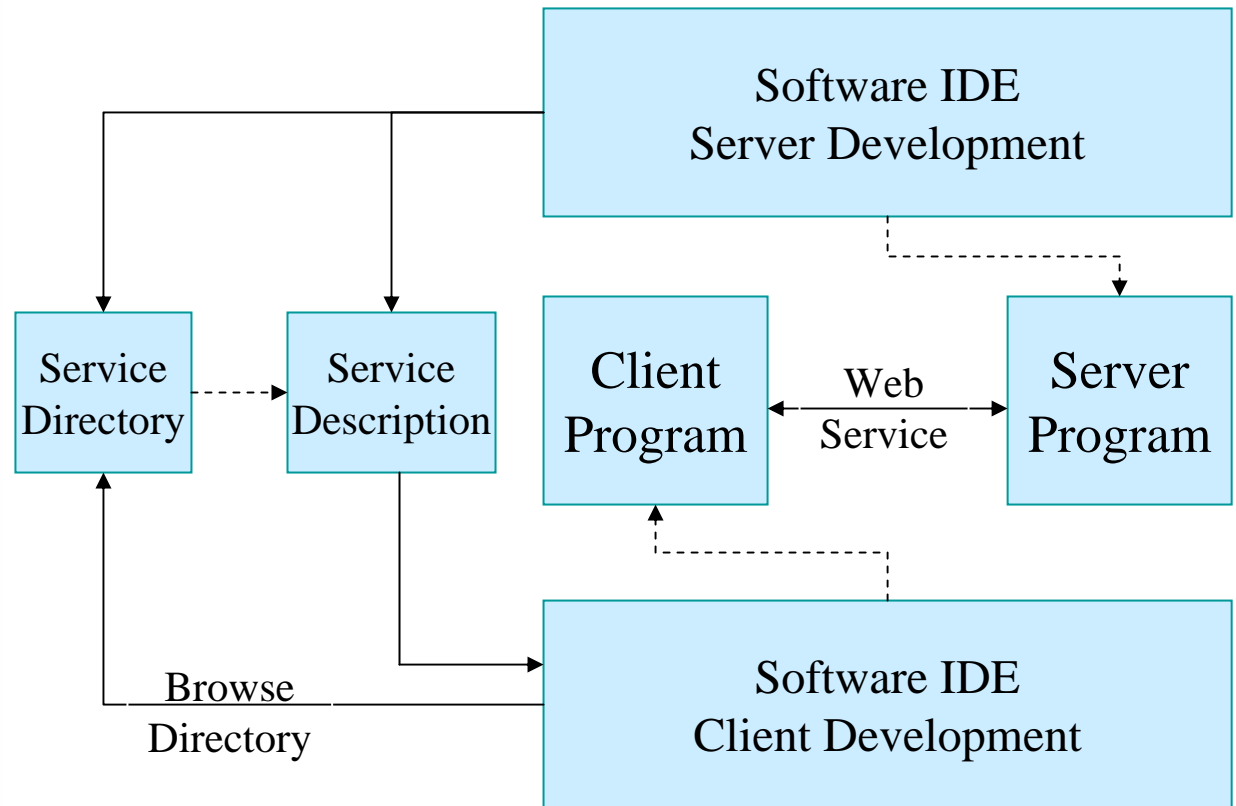 Software IDE
Server Development
Service
Directory
Service
Description
Client
Program
Web
Service
Server
Program
Browse
Directory
Software IDE
Client Development